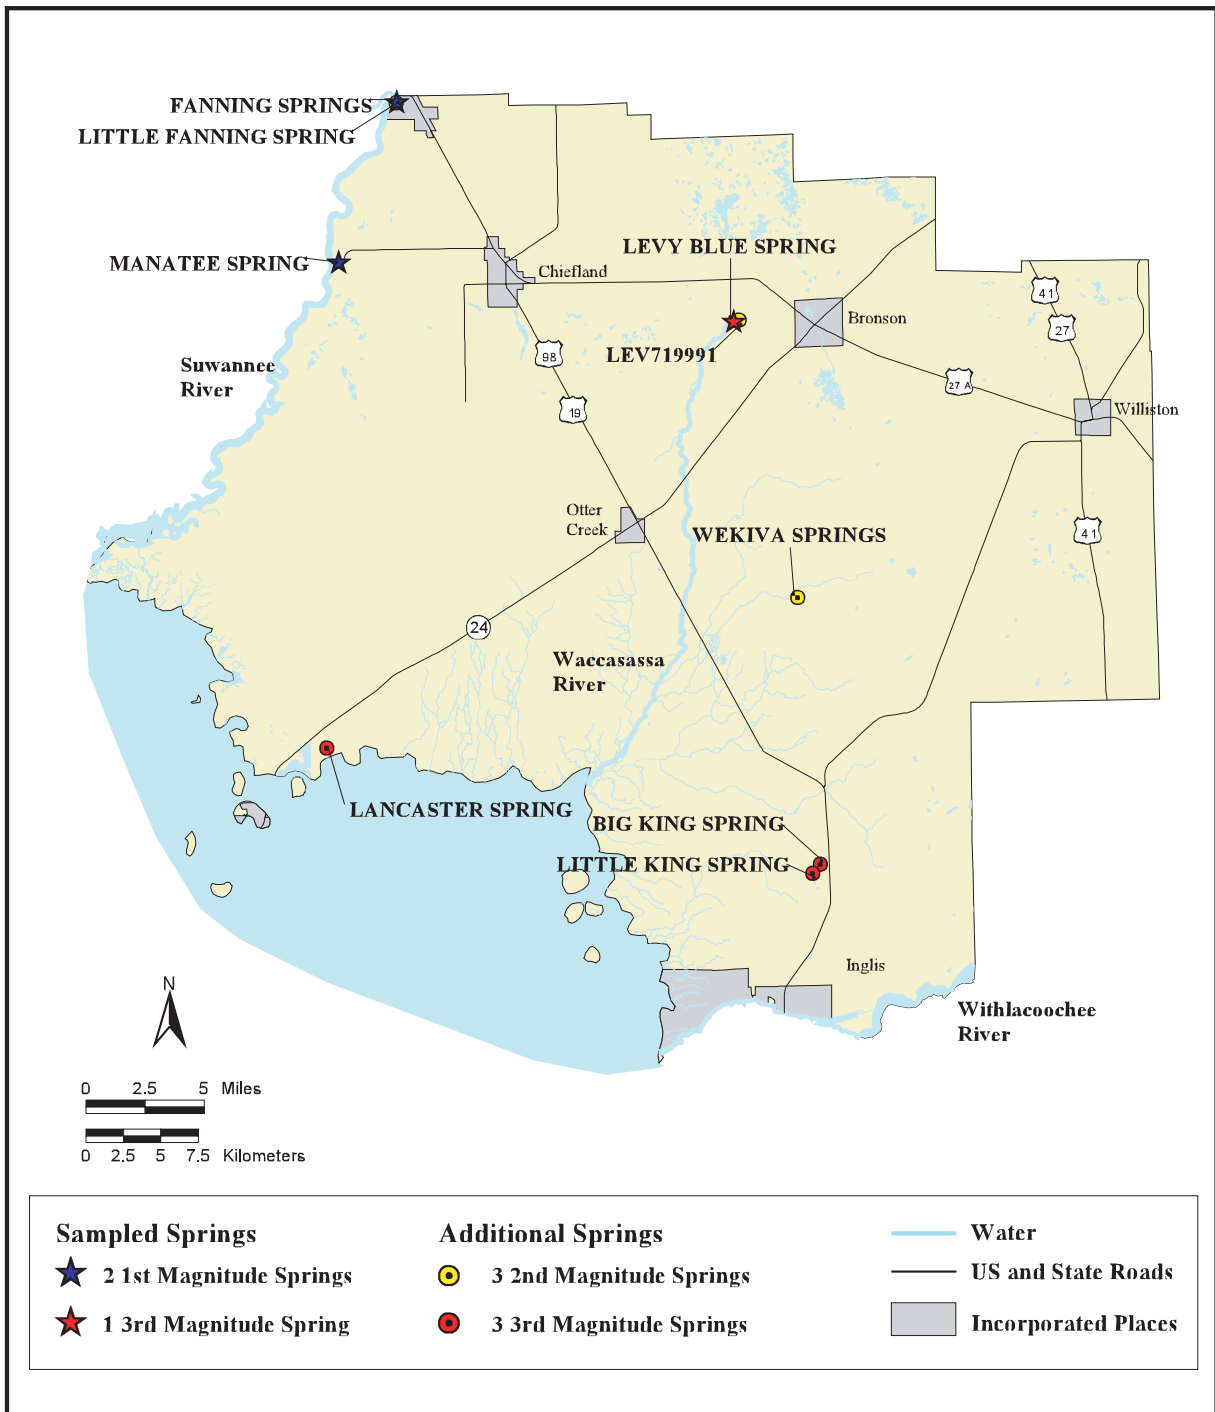 FANNING SPRINGS
LITTLE FANNING SPRING
MANATEE SPRING
LEVY BLUE SPRING
Chiefland
41
Bronson
27
LEV719991
98
Suwannee
River
27 A
19
Williston
Otter
Creek
WEKIVA SPRINGS
41
24
Waccasassa
River
LANCASTER SPRING
BIG KING SPRING
LITTLE KING SPRING
Inglis
N
Withlacoochee
River
0 2.5 5 Miles
0 2.5 5 7.5 Kilometers
Sampled Springs
2 1st Magnitude Springs
1 3rd Magnitude Spring
Additional Springs
3 2nd Magnitude Springs
3 3rd Magnitude Springs
Water
US and State Roads
Incorporated Places